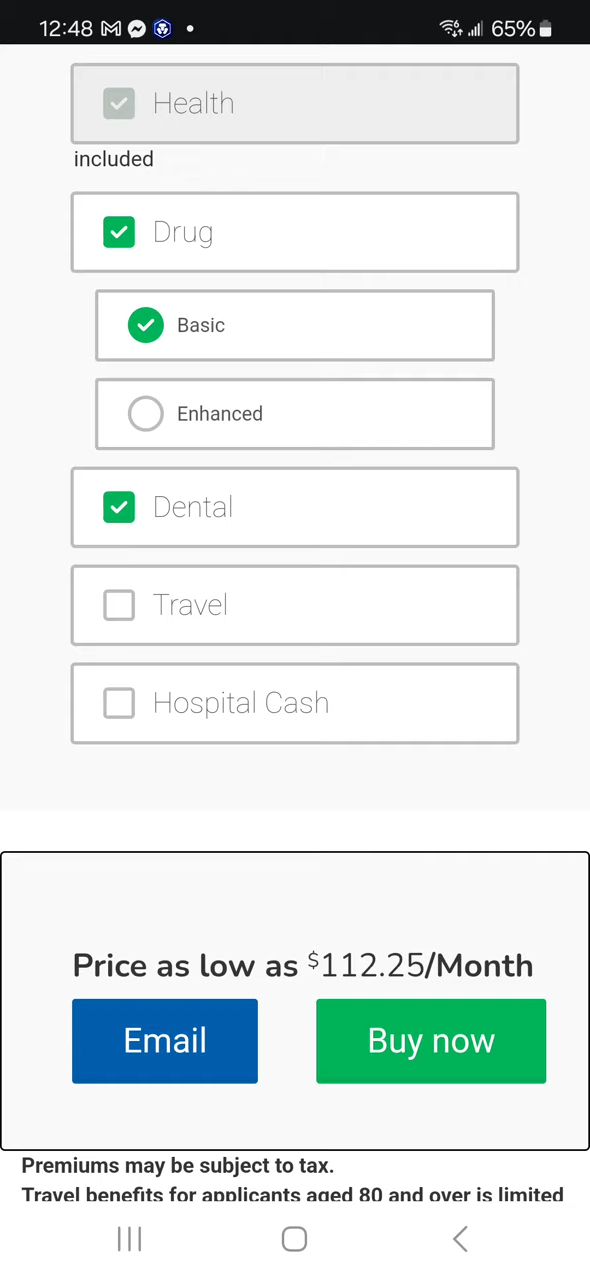 12:48 65%
Health
included
Drug
Basic
Enhanced
Dental
Travel
Hospital Cash
Price as low as $112.25/Month
Email Buy now
Premiums may be subject to tax.
Travel benefits for applicants aged 80 and over is limited